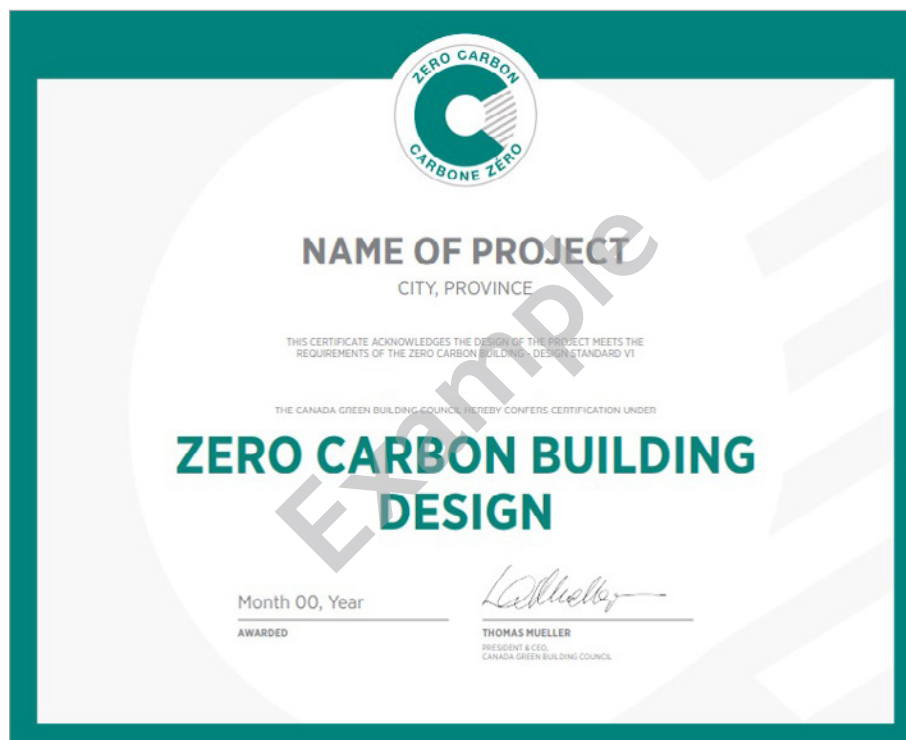 ZERO CARBON
CARBONE ZÉRO
NAME OF PROJECT
CITY, PROVINCE
THIS CERTIFICATE ACKNOWLEDGES THE DESIGN OF THE PROJECT MEETS THE
REQUIREMENTS OF THE ZERO CARBON BUILDING - DESIGN STANDARD V1
THE CANADA GREEN BUILDING COUNCIL HEREBY CONFERS CERTIFICATION UNDER
ZERO CARBON BUILDING
DESIGN
Example
Month 00, Year
AWARDED
THOMAS MUELLER
PRESIDENT & CEO,
CANADA GREEN BUILDING COUNCIL